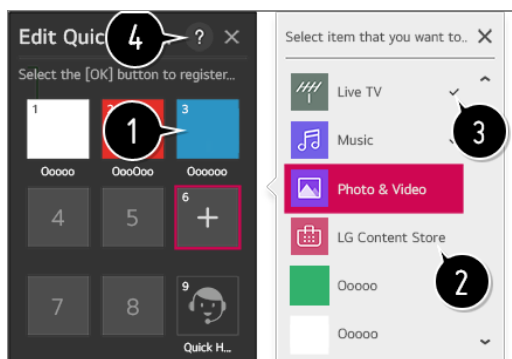 Edit Quic
4
?
Select the [OK] button to register...
1
2
3
1
Ooooo
OooOoo
Oooooo
4
5
6
7
8
9
Quick H...
Select item that you want to..
Live TV
3
Music
Photo & Video
LG Content Store
2
Ooooo
Ooooo